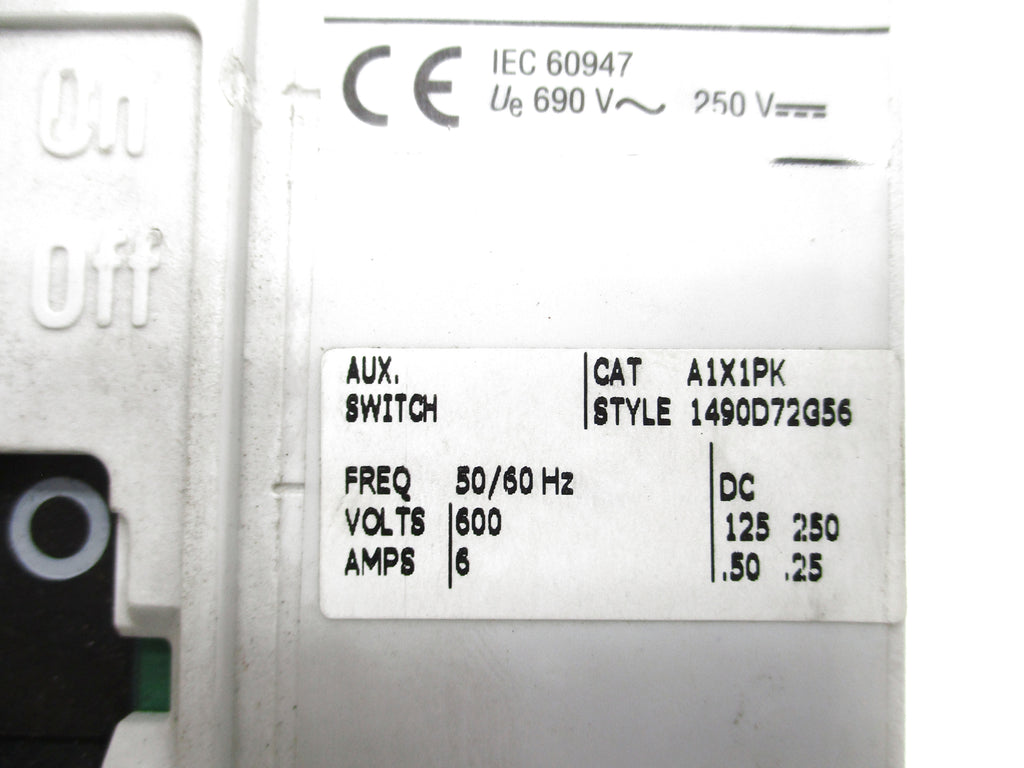 On
Off
CE IEC 60947
Ue 690 V~ 250 V⎓
AUX. CAT A1X1PK
SWITCH STYLE 1490D72G56
FREQ 50/60 Hz DC
VOLTS 600 125 250
AMPS 6 .50 .25